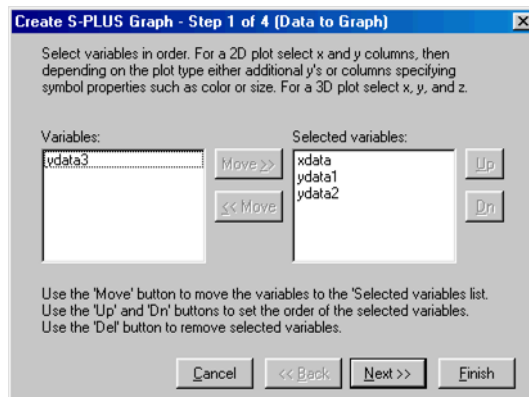 Create S-PLUS Graph - Step 1 of 4 (Data to Graph)
Select variables in order. For a 2D plot select x and y columns, then
depending on the plot type either additional y's or columns specifying
symbol properties such as color or size. For a 3D plot select x, y, and z.
Variables:
ydata3
Move >>
<< Move
Selected variables:
xdata
ydata1
ydata2
Up
Dn
Use the 'Move' button to move the variables to the 'Selected variables list.
Use the 'Up' and 'Dn' buttons to set the order of the selected variables.
Use the 'Del' button to remove selected variables.
Cancel
<< Back
Next >>
Finish